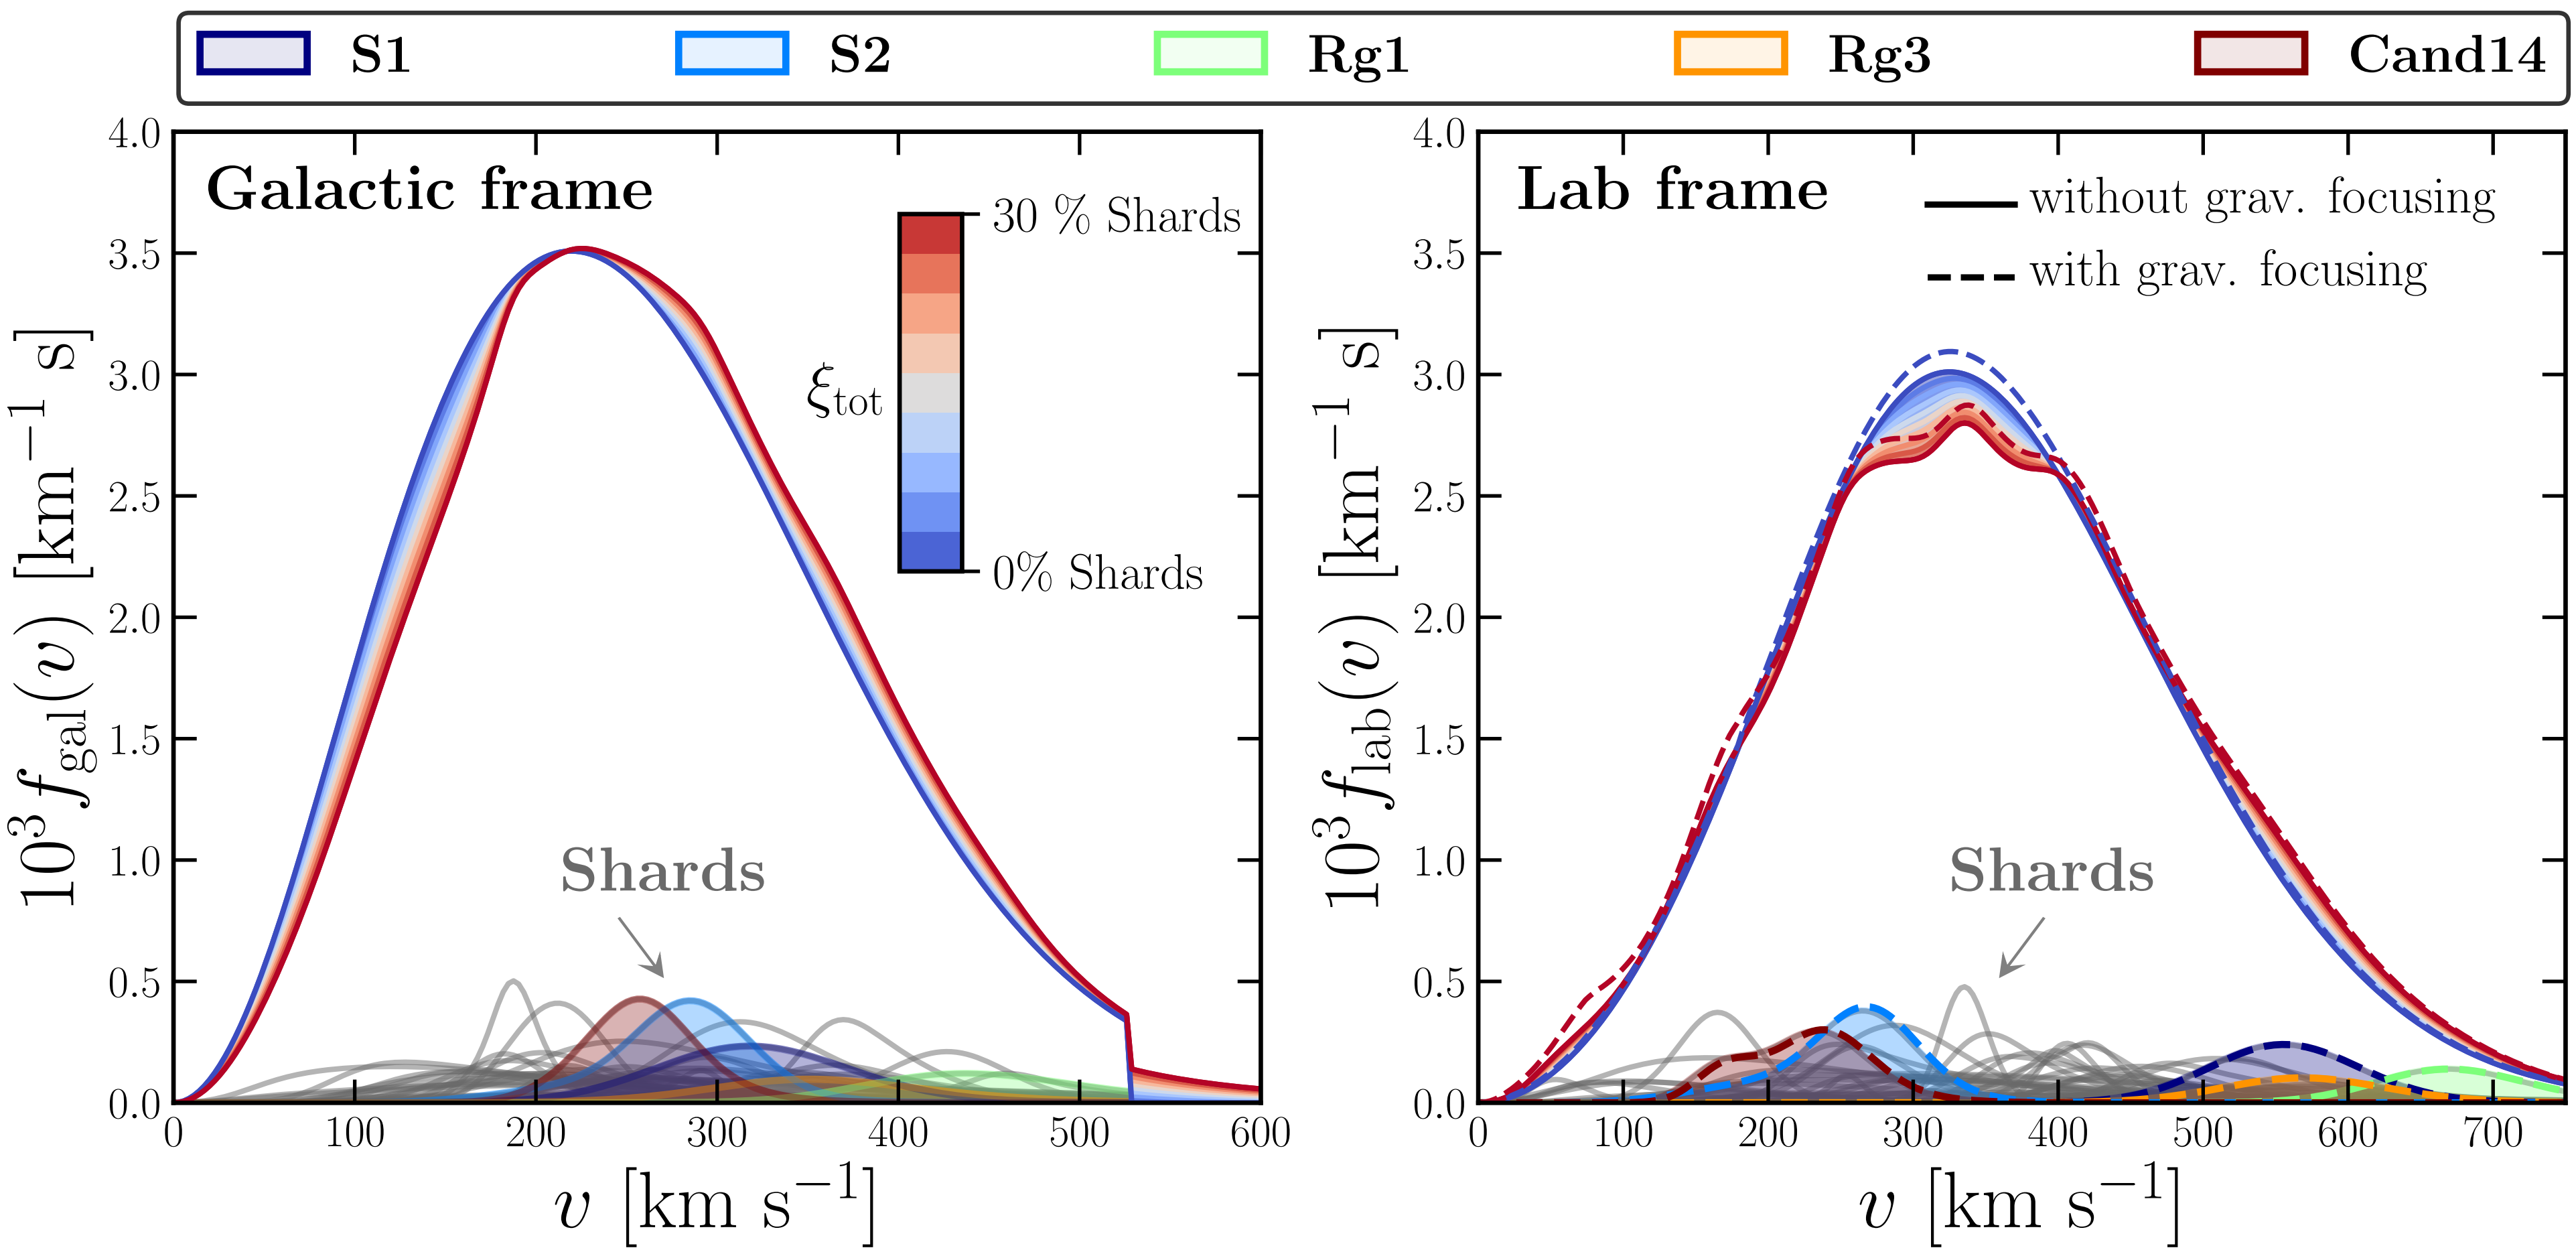 S1 S2 Rg1 Rg3 Cand14
Galactic frame
30 % Shards
ξtot
0% Shards
Shards
10³ f_gal(v) [km⁻¹ s]
4.0
3.5
3.0
2.5
2.0
1.5
1.0
0.5
0.0
0 100 200 300 400 500 600
v [km s⁻¹]
Lab frame
without grav. focusing
with grav. focusing
Shards
10³ f_lab(v) [km⁻¹ s]
4.0
3.5
3.0
2.5
2.0
1.5
1.0
0.5
0.0
0 100 200 300 400 500 600 700
v [km s⁻¹]